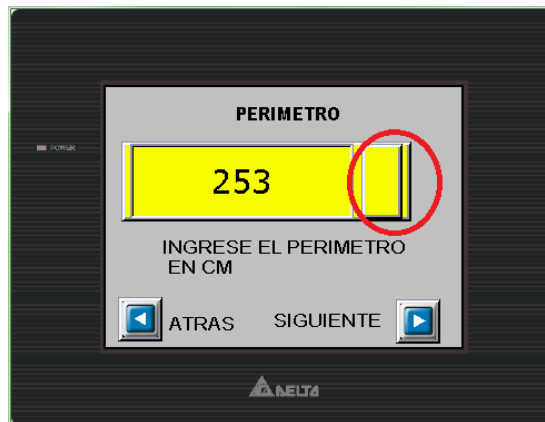 PERIMETRO
POWER
253
INGRESE EL PERIMETRO
EN CM
ATRAS
SIGUIENTE
DELTA